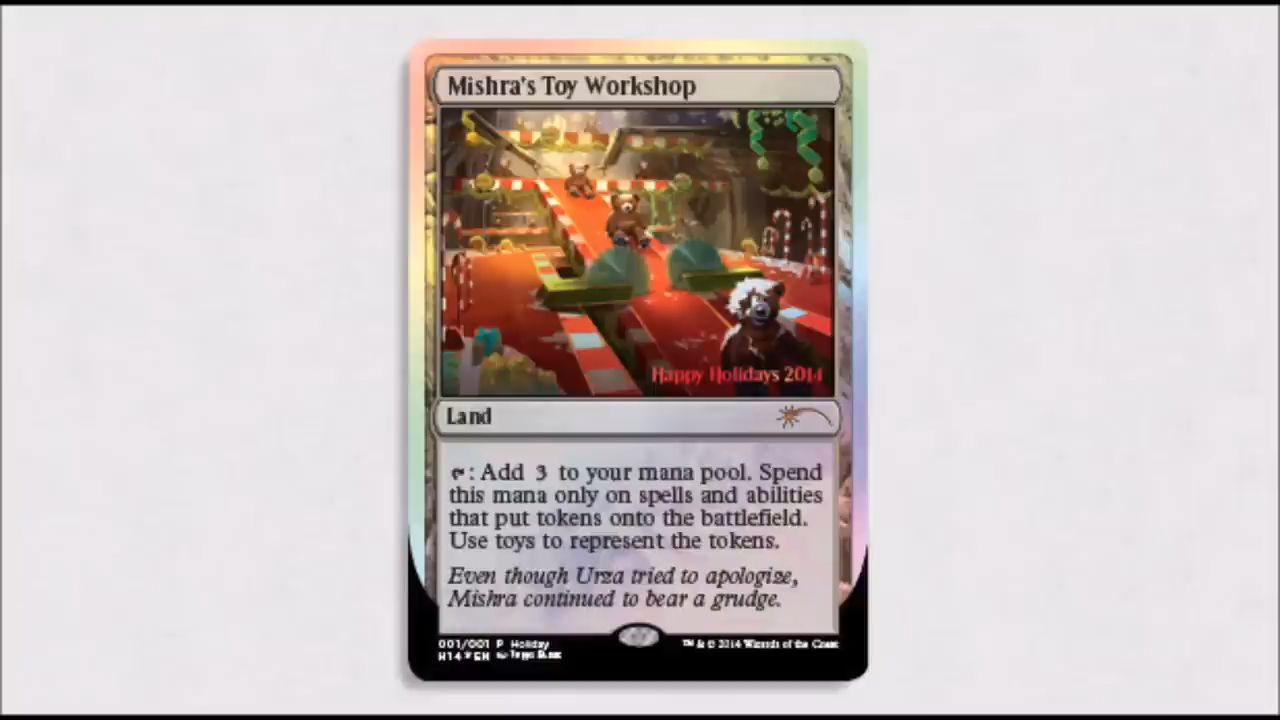 Mishra's Toy Workshop
Happy Holidays 2014
Land
: Add 3 to your mana pool. Spend
this mana only on spells and abilities
that put tokens onto the battlefield.
Use toys to represent the tokens.
Even though Urza tried to apologize,
Mishra continued to bear a grudge.
001/001 P Holiday
H14 EN
™ & © 2014 Wizards of the Coast